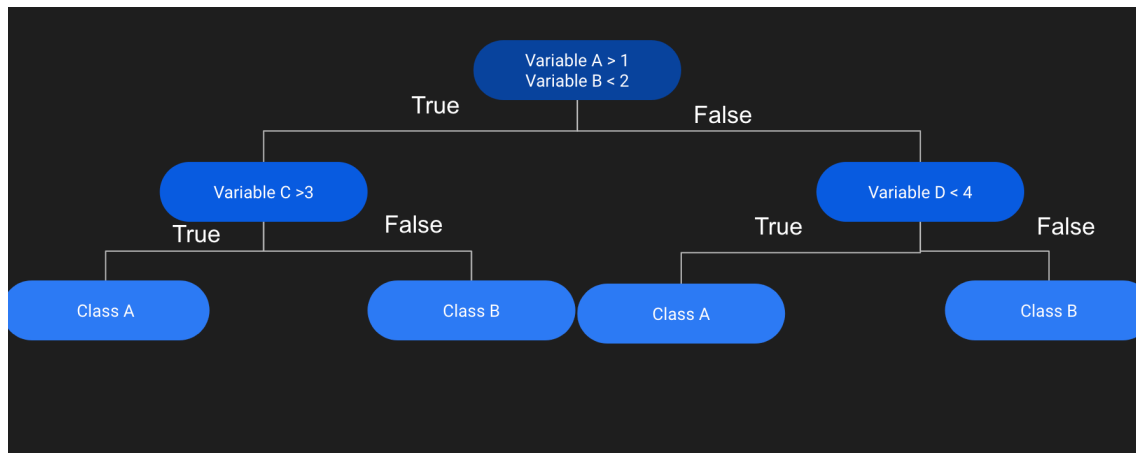 Variable A > 1
Variable B < 2
True
False
Variable C >3
Variable D < 4
True
False
True
False
Class A
Class B
Class A
Class B